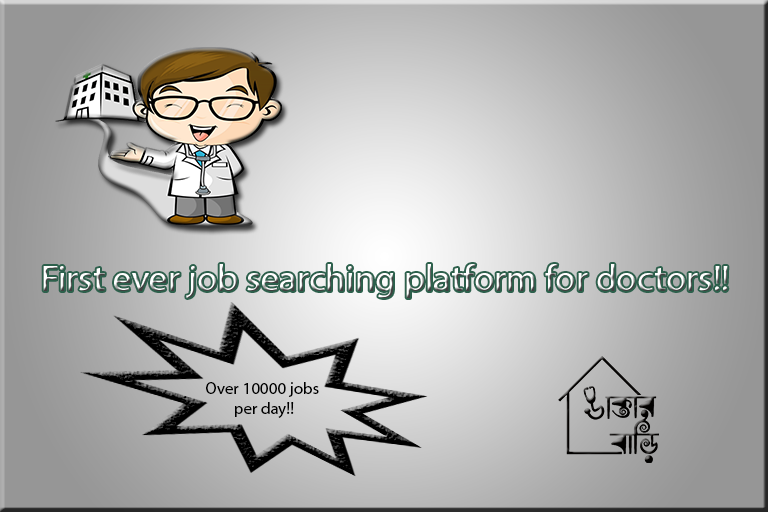 First ever job searching platform for doctors!!
Over 10000 jobs
per day!!
ডাক্তার
বাড়ি